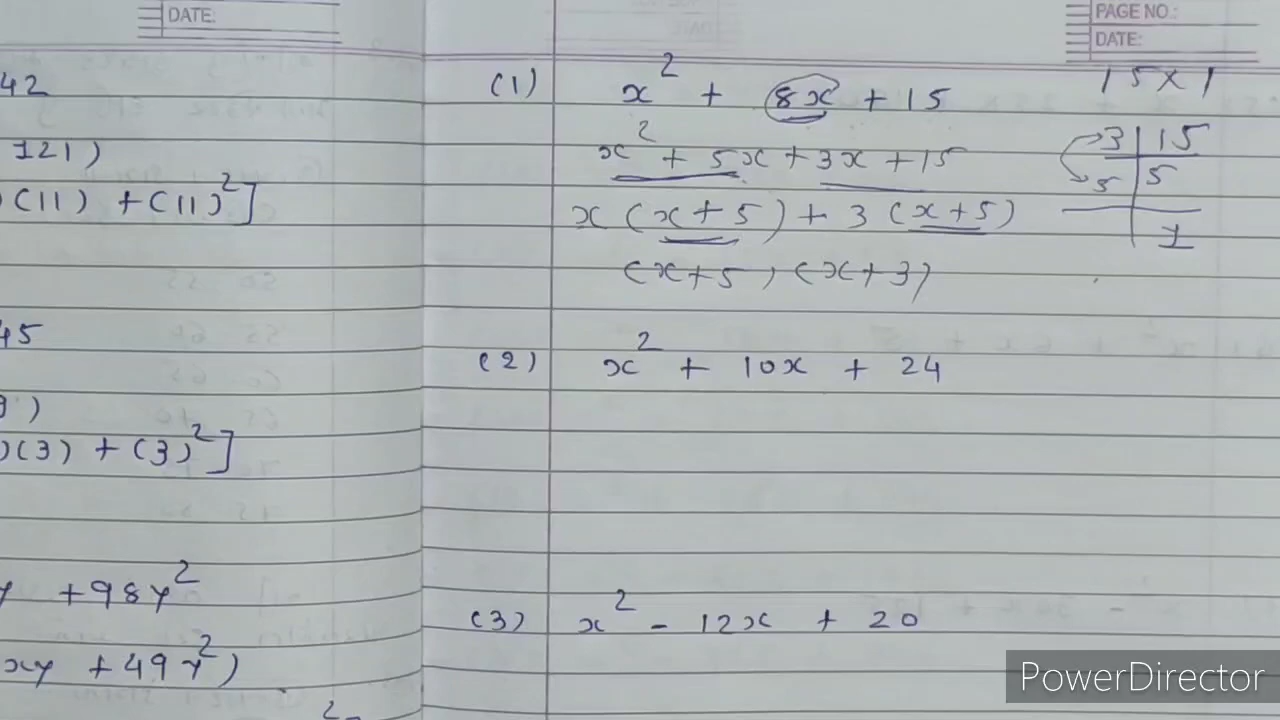 DATE:
42
121)
)(11) + (11)²]
45
9)
)(3) + (3)²]
y + 98y²
xy + 49y²)
2
PAGE NO.:
DATE:
(1) x² + 8x + 15
x² + 5x + 3x + 15
x (x + 5) + 3 (x + 5)
(x + 5) (x + 3)
15 x 1
3 | 15
5 | 5
1
(2) x² + 10x + 24
(3) x² - 12x + 20
PowerDirector